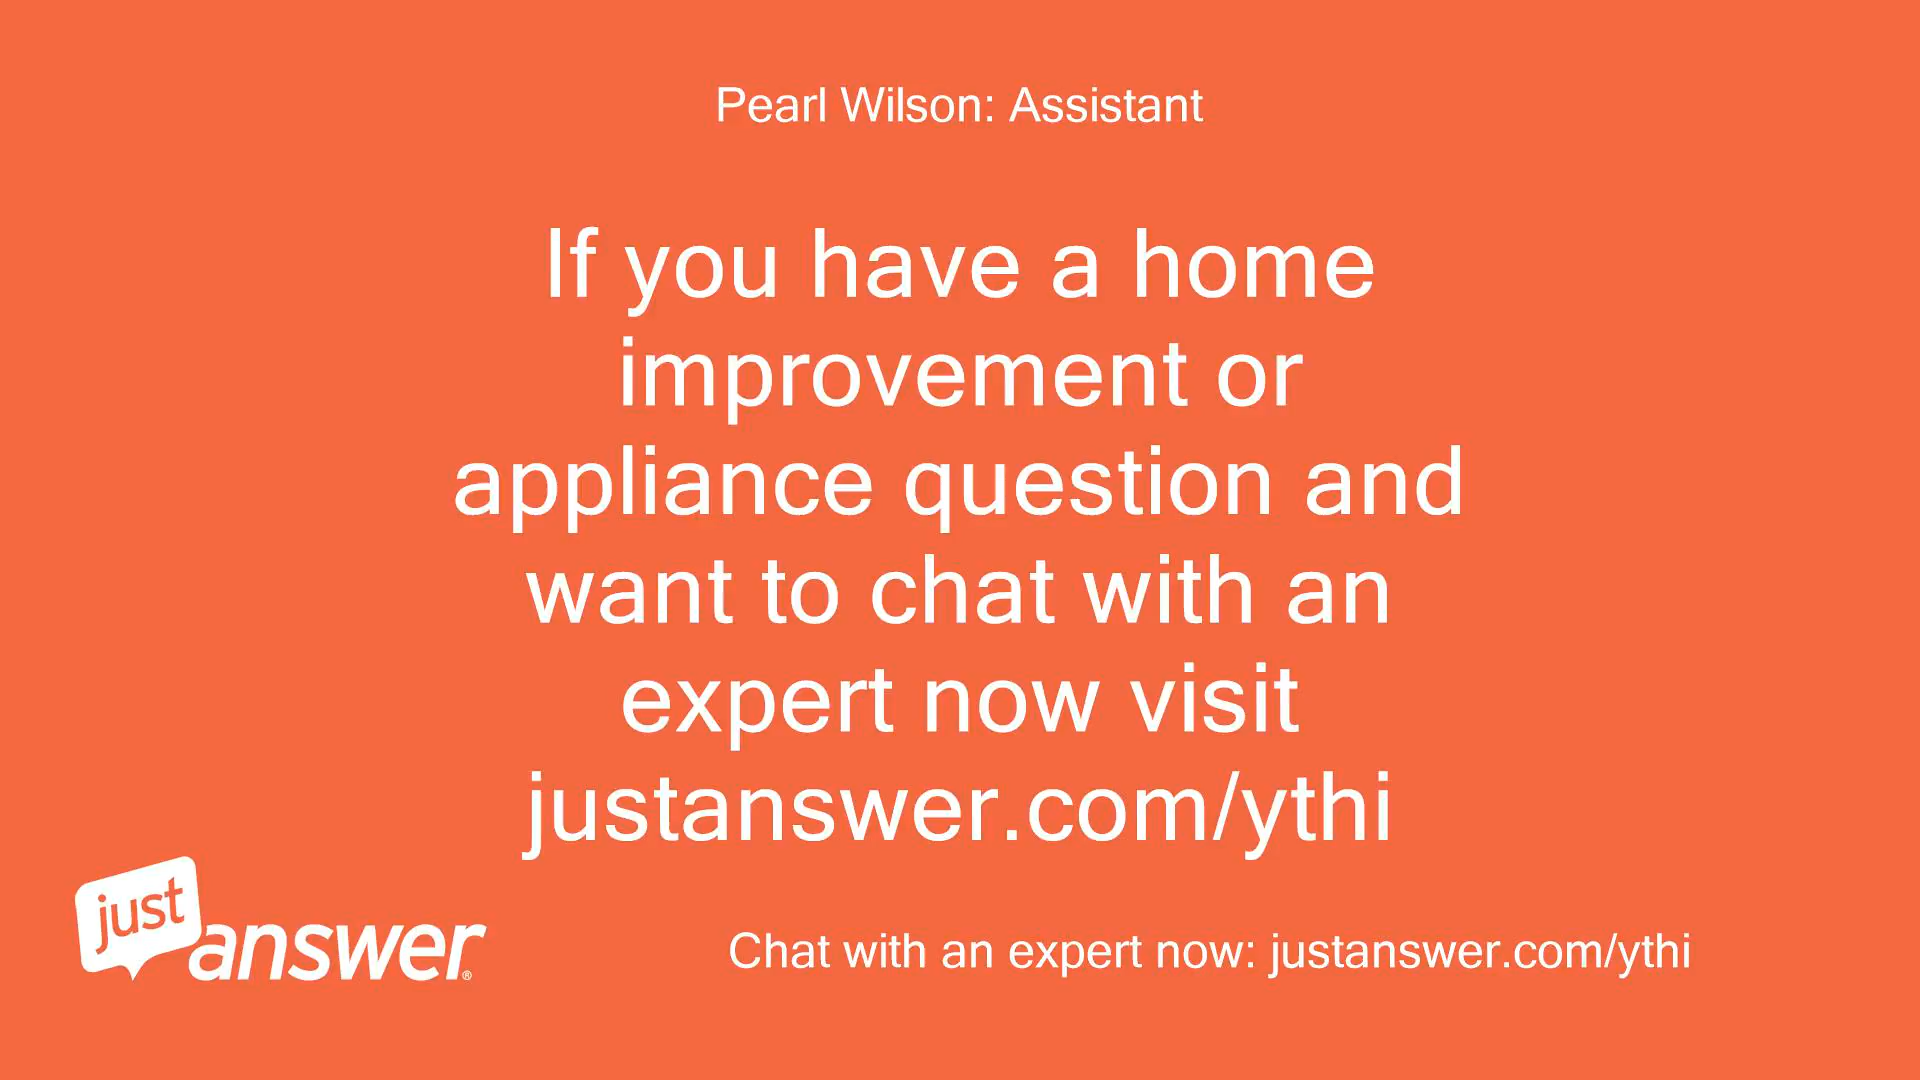 Pearl Wilson: Assistant
If you have a home
improvement or
appliance question and
want to chat with an
expert now visit
justanswer.com/ythi
just
answer®
Chat with an expert now: justanswer.com/ythi